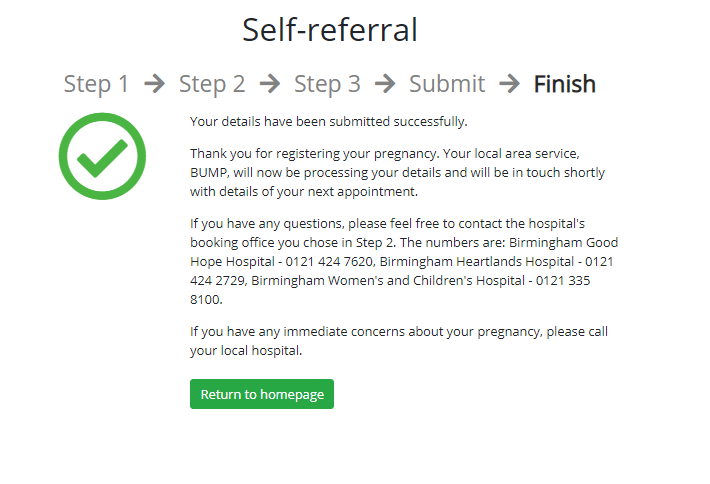 Self-referral
Step 1 → Step 2 → Step 3 → Submit → Finish
Your details have been submitted successfully.
Thank you for registering your pregnancy. Your local area service,
BUMP, will now be processing your details and will be in touch shortly
with details of your next appointment.
If you have any questions, please feel free to contact the hospital's
booking office you chose in Step 2. The numbers are: Birmingham Good
Hope Hospital - 0121 424 7620, Birmingham Heartlands Hospital - 0121
424 2729, Birmingham Women's and Children's Hospital - 0121 335
8100.
If you have any immediate concerns about your pregnancy, please call
your local hospital.
Return to homepage